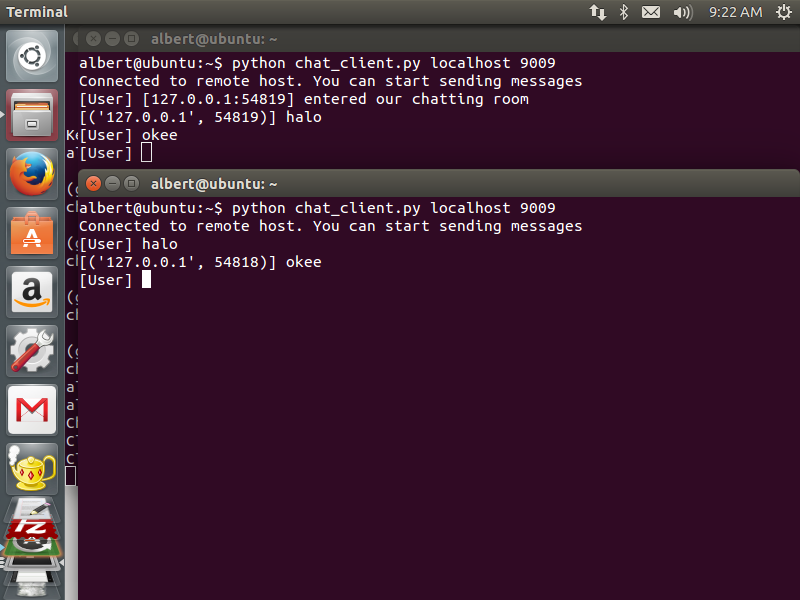 Terminal
9:22 AM
albert@ubuntu: ~
albert@ubuntu:~$ python chat_client.py localhost 9009
Connected to remote host. You can start sending messages
[User] [127.0.0.1:54819] entered our chatting room
[('127.0.0.1', 54819)] halo
[User] okee
[User]
albert@ubuntu: ~
albert@ubuntu:~$ python chat_client.py localhost 9009
Connected to remote host. You can start sending messages
[User] halo
[('127.0.0.1', 54818)] okee
[User]